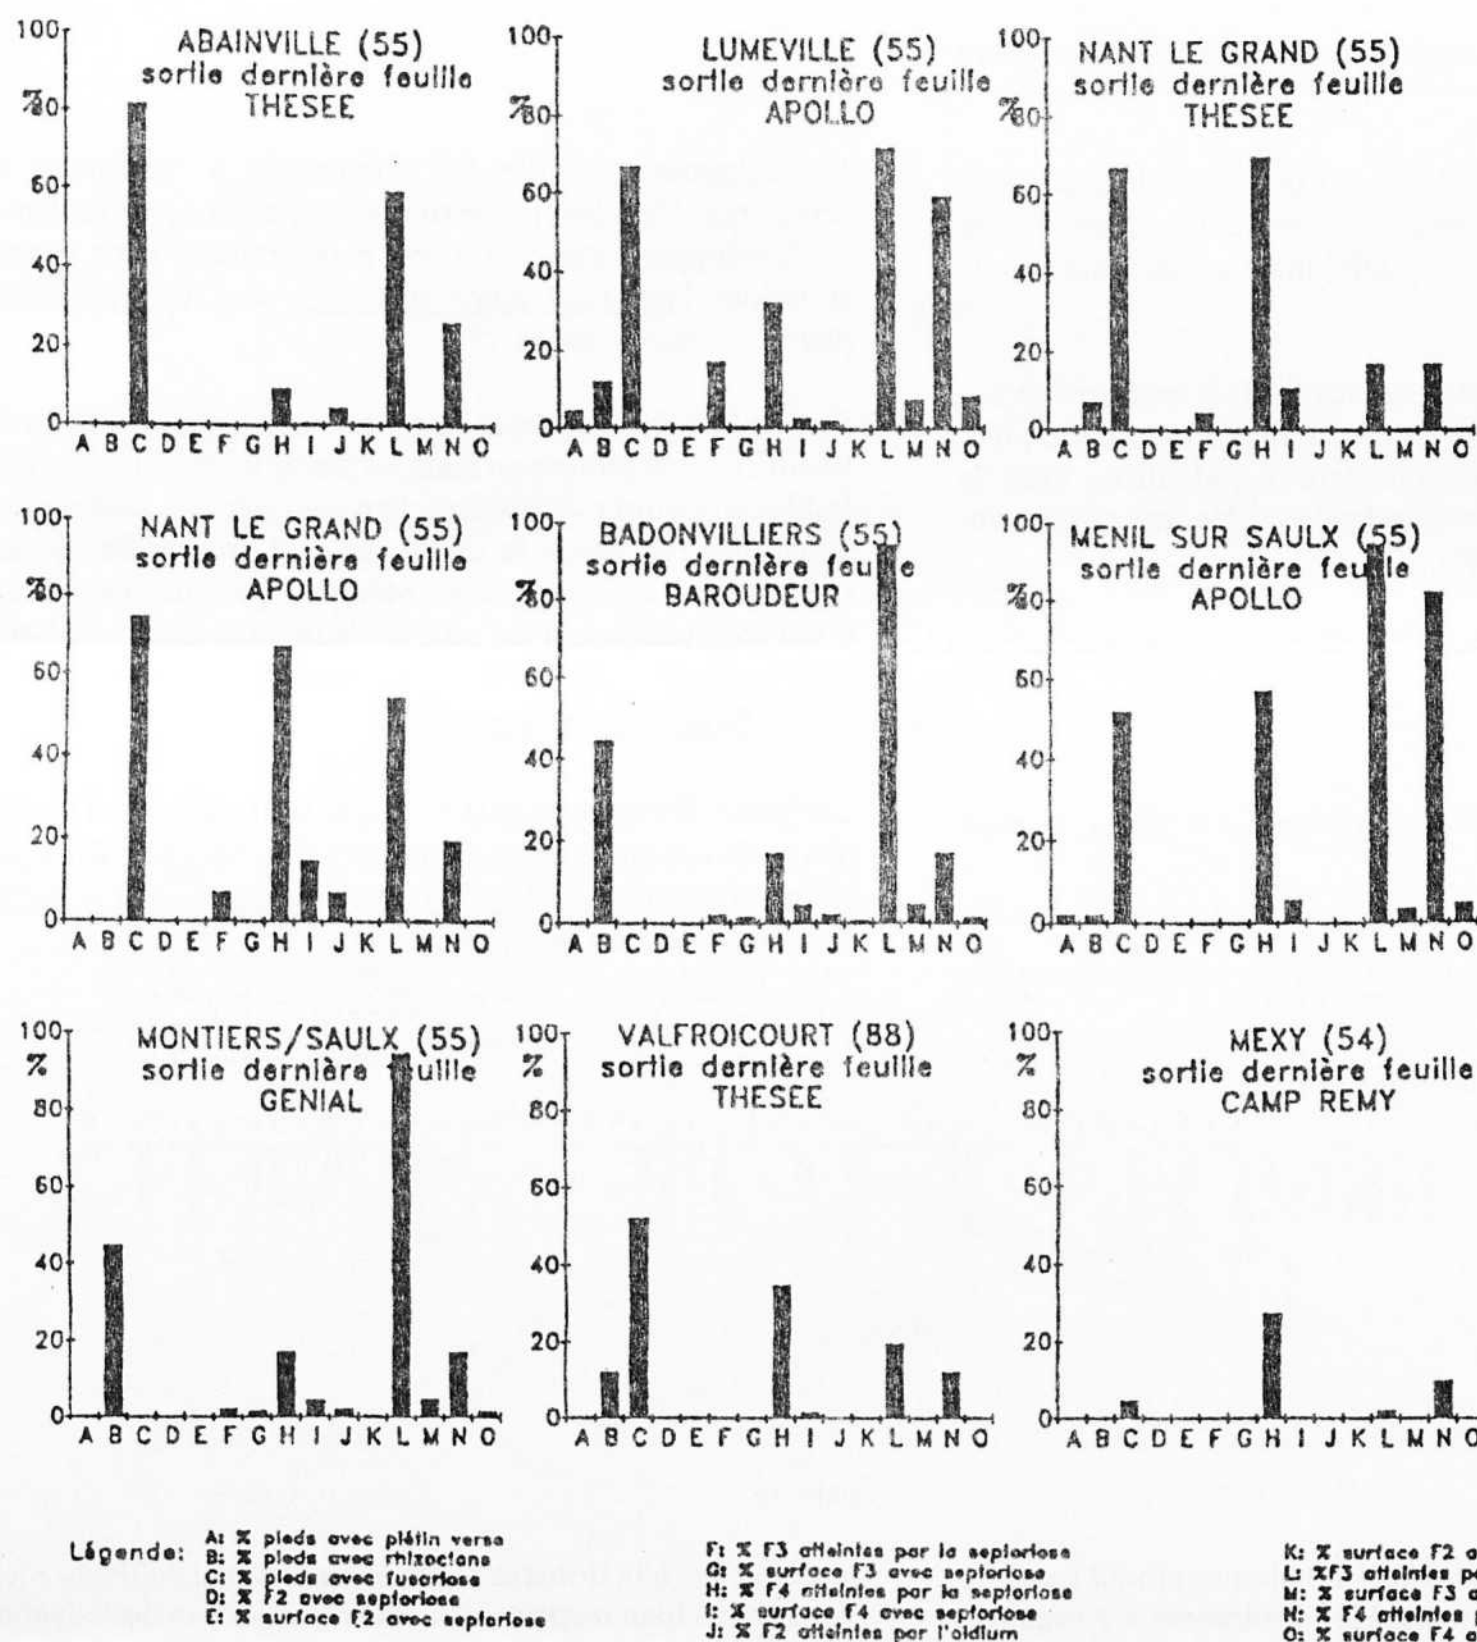 ABAINVILLE (55)
sortie dernière feuille
THESEE
100
%
80
60
40
20
0
A B C D E F G H I J K L M N O
LUMEVILLE (55)
sortie dernière feuille
APOLLO
100
%
80
60
40
20
0
A B C D E F G H I J K L M N O
NANT LE GRAND (55)
sortie dernière feuille
THESEE
100
%
80
60
40
20
0
A B C D E F G H I J K L M N O
NANT LE GRAND (55)
sortie dernière feuille
APOLLO
100
%
80
60
40
20
0
A B C D E F G H I J K L M N O
BADONVILLIERS (55)
sortie dernière feuille
BAROUDEUR
100
%
80
60
40
20
0
A B C D E F G H I J K L M N O
MENIL SUR SAULX (55)
sortie dernière feuille
APOLLO
100
%
80
60
40
20
0
A B C D E F G H I J K L M N O
MONTIERS/SAULX (55)
sortie dernière feuille
GENIAL
100
%
80
60
40
20
0
A B C D E F G H I J K L M N O
VALFROICOURT (88)
sortie dernière feuille
THESEE
100
%
80
60
40
20
0
A B C D E F G H I J K L M N O
MEXY (54)
sortie dernière feuille
CAMP REMY
100
%
80
60
40
20
0
A B C D E F G H I J K L M N O
Légende:
A: % pieds avec piétin verse
B: % pieds avec rhizoctone
C: % pieds avec fusariose
D: % F2 avec septoriose
E: % surface F2 avec septoriose
F: % F3 atteintes par la septoriose
G: % surface F3 avec septoriose
H: % F4 atteintes par la septoriose
I: % surface F4 avec septoriose
J: % F2 atteintes par l'oïdium
K: % surface F2
L: %F3 atteintes
M: % surface F3
N: % F4 atteintes
O: % surface F4